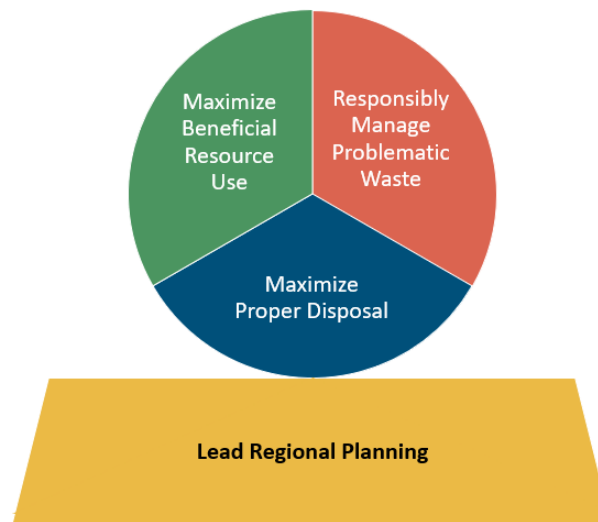 Maximize
Beneficial
Resource
Use
Responsibly
Manage
Problematic
Waste
Maximize
Proper Disposal
Lead Regional Planning